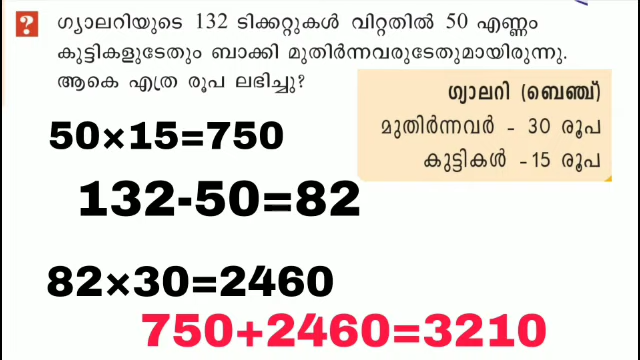 ? ഗ്യാലറിയുടെ 132 ടിക്കറ്റുകൾ വിറ്റതിൽ 50 എണ്ണം
കുട്ടികളുടേതും ബാക്കി മുതിർന്നവരുടേതുമായിരുന്നു.
ആകെ എത്ര രൂപ ലഭിച്ചു?
ഗ്യാലറി (ബെഞ്ച്)
മുതിർന്നവർ - 30 രൂപ
കുട്ടികൾ - 15 രൂപ
50×15=750
132-50=82
82×30=2460
750+2460=3210